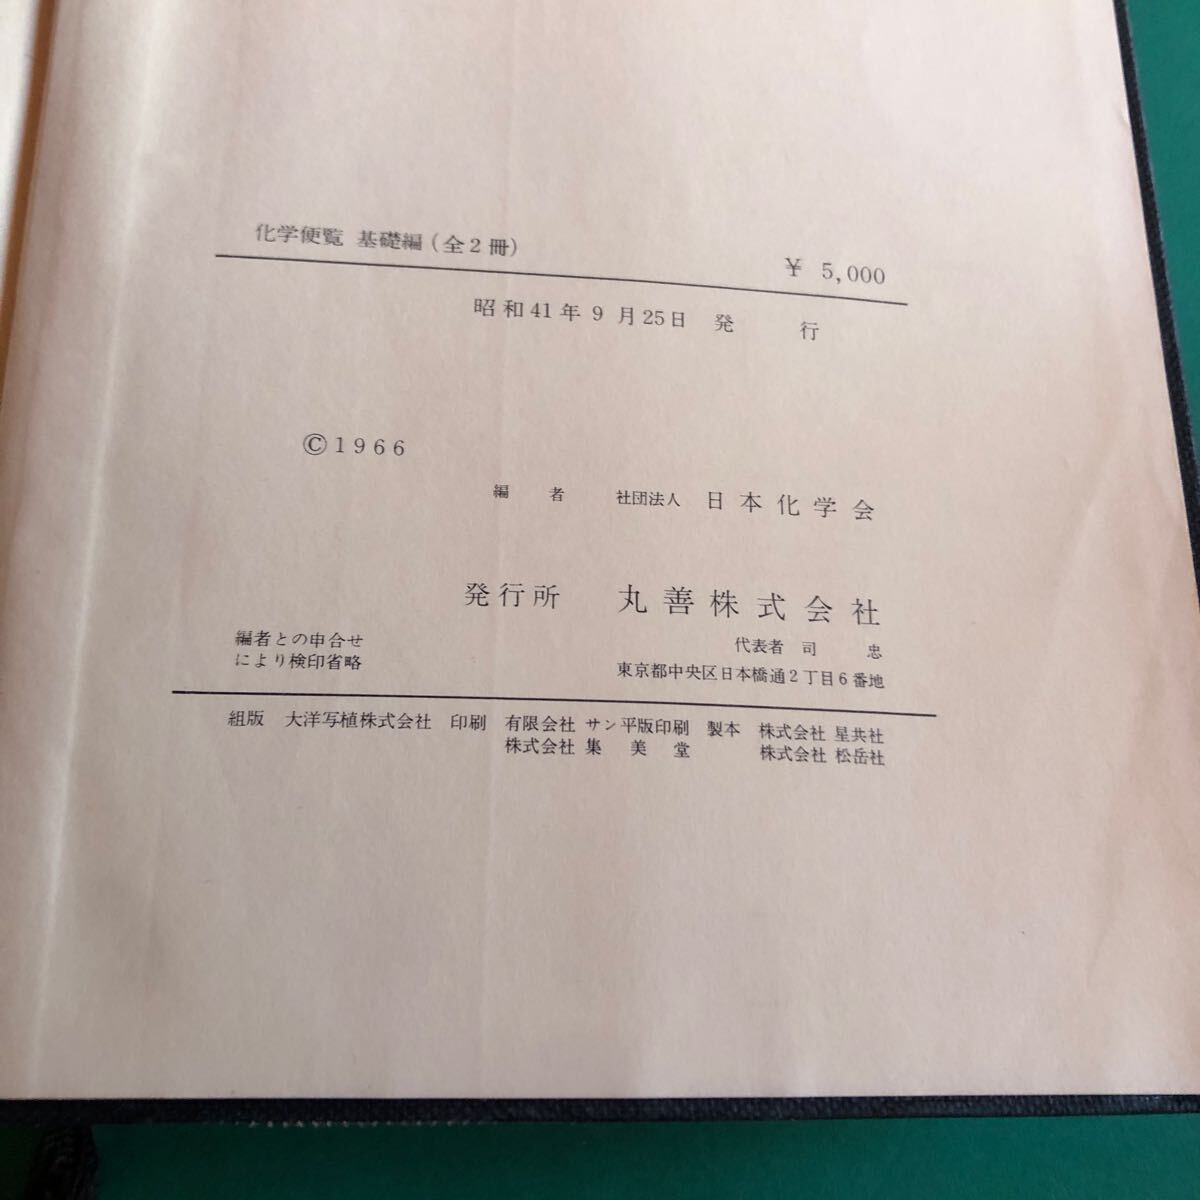 化学便覧 基礎編(全2冊)
¥ 5,000
昭和41年9月25日 発行
©1966
編者 社団法人 日本化学会
発行所 丸善株式会社
代表者 司 忠
東京都中央区日本橋通2丁目6番地
編者との申合せ
により検印省略
組版 大洋写植株式会社 印刷 有限会社 サン平版印刷 製本 株式会社 星共社
株式会社 集美堂 株式会社 松岳社